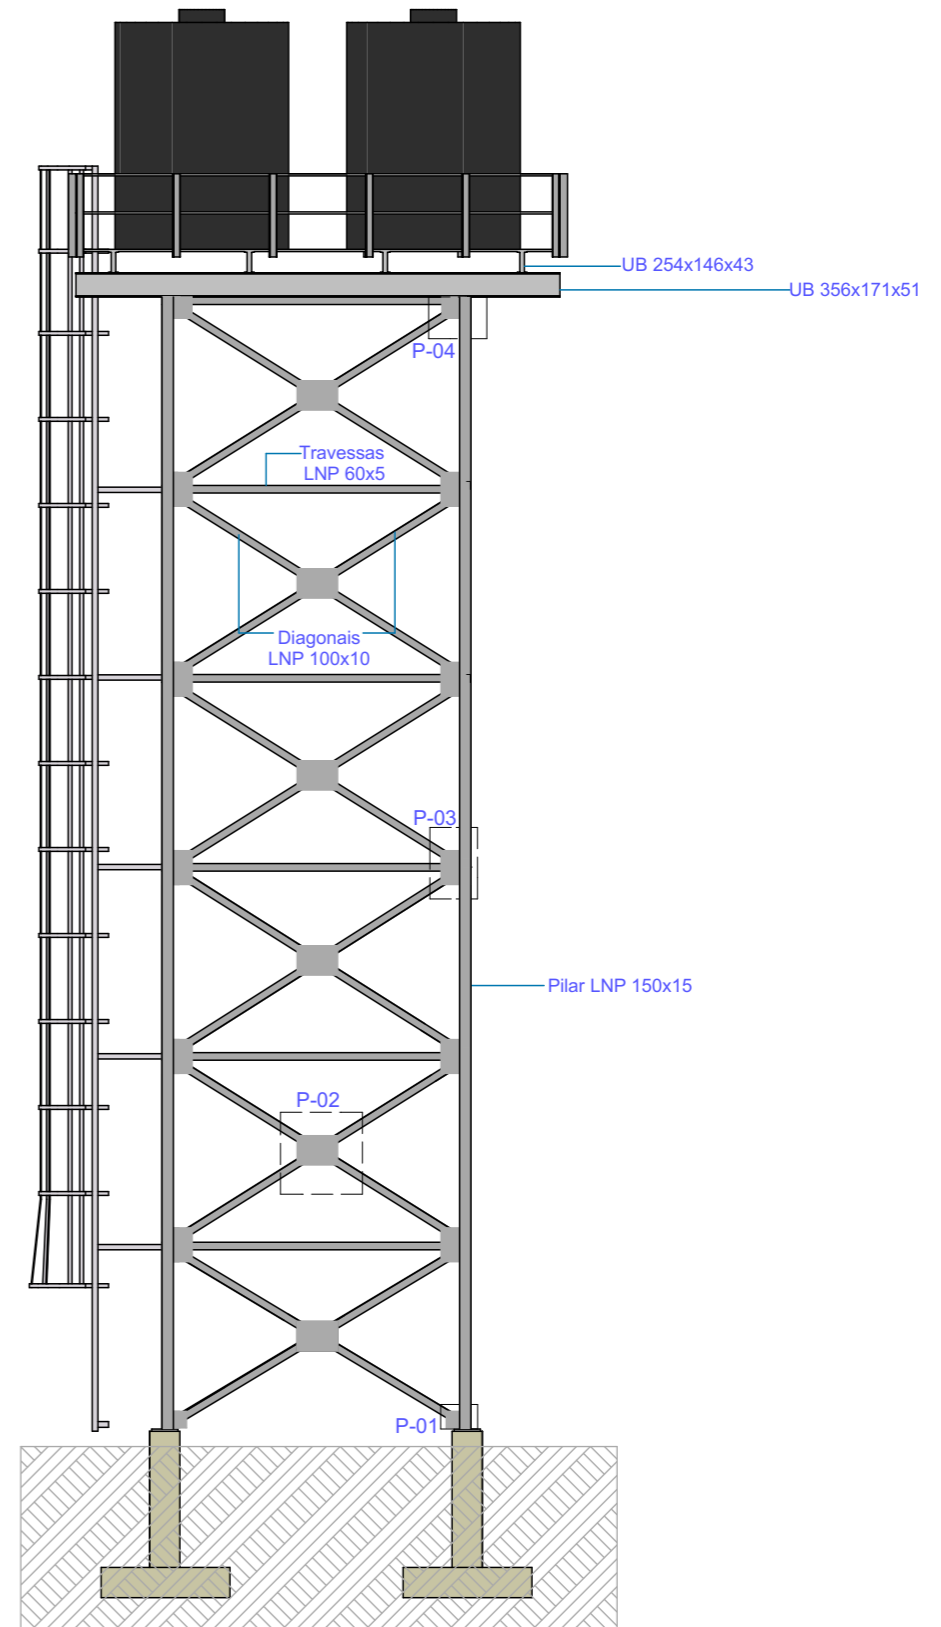 UB 254x146x43
UB 356x171x51
P-04
Travessas
LNP 60x5
Diagonais
LNP 100x10
P-03
Pilar LNP 150x15
P-02
P-01